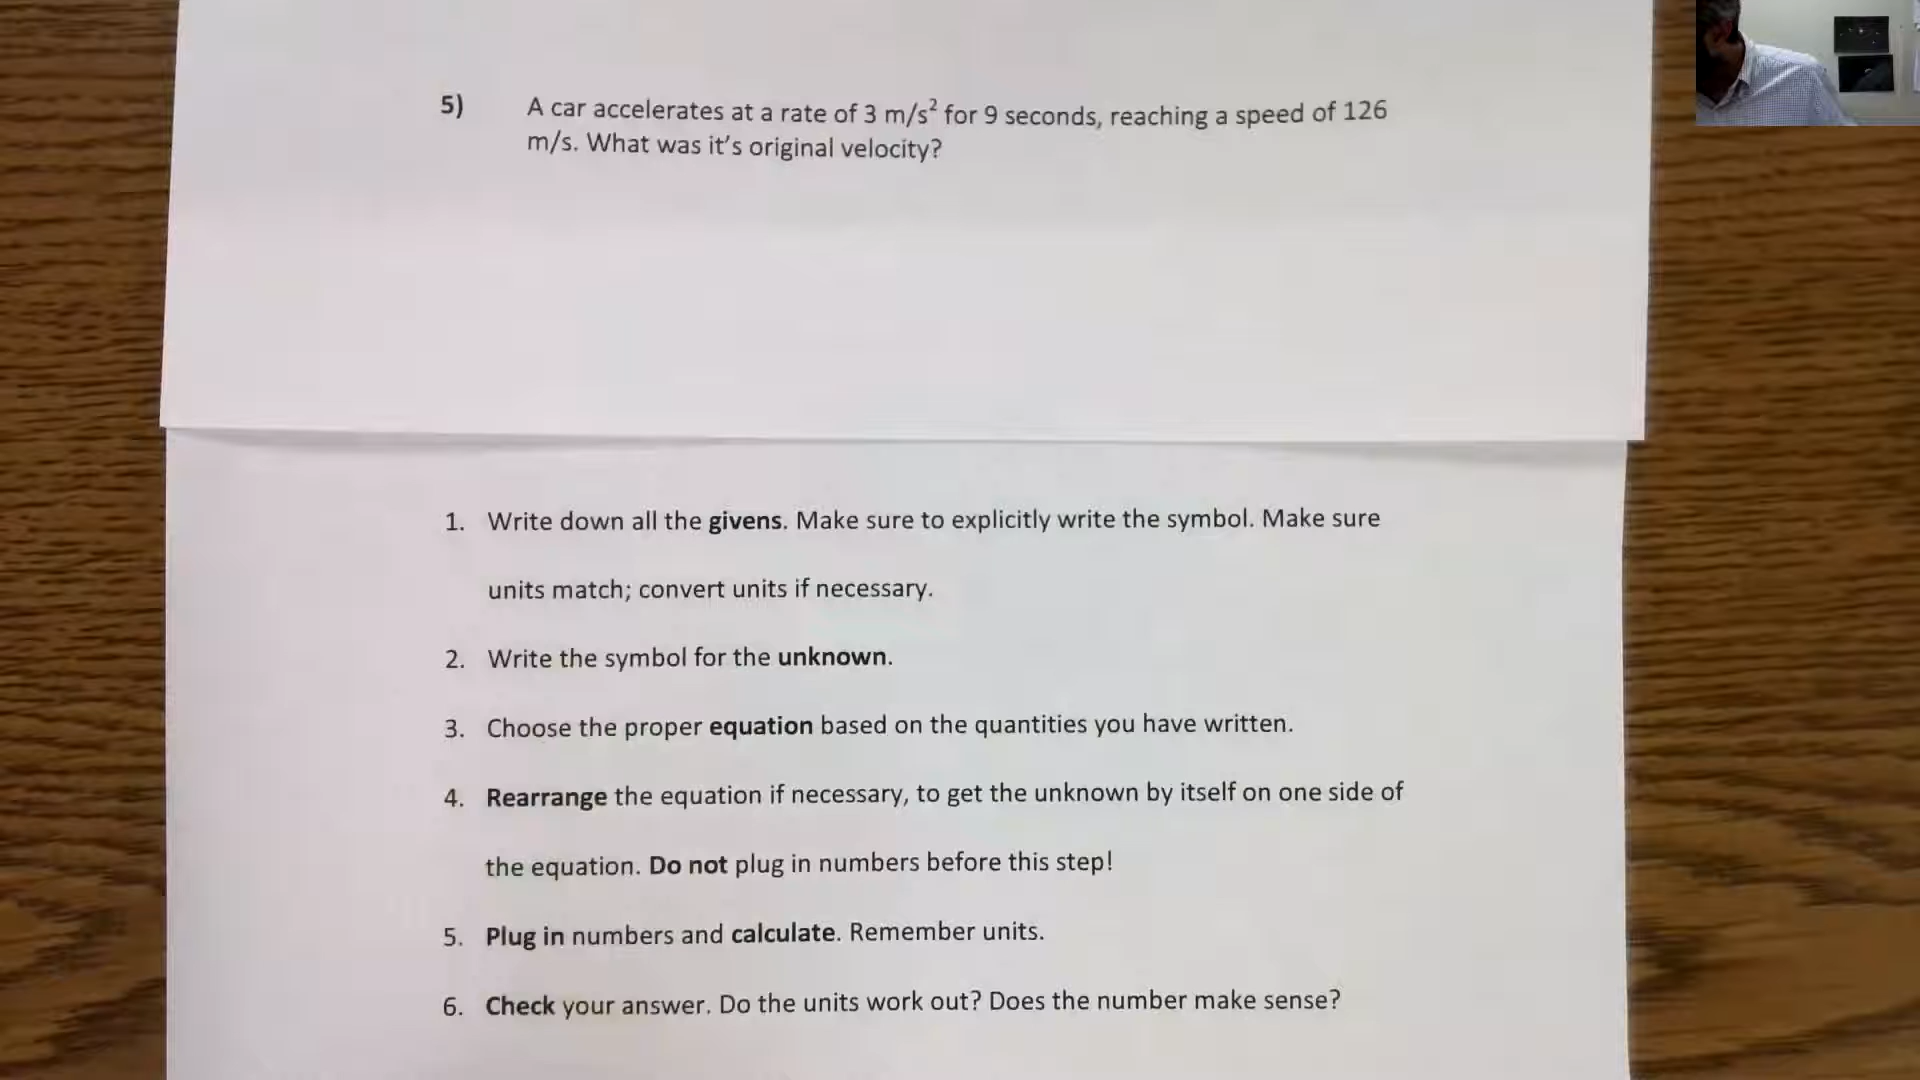 5) A car accelerates at a rate of 3 m/s² for 9 seconds, reaching a speed of 126
m/s. What was it's original velocity?
1. Write down all the givens. Make sure to explicitly write the symbol. Make sure
units match; convert units if necessary.
2. Write the symbol for the unknown.
3. Choose the proper equation based on the quantities you have written.
4. Rearrange the equation if necessary, to get the unknown by itself on one side of
the equation. Do not plug in numbers before this step!
5. Plug in numbers and calculate. Remember units.
6. Check your answer. Do the units work out? Does the number make sense?